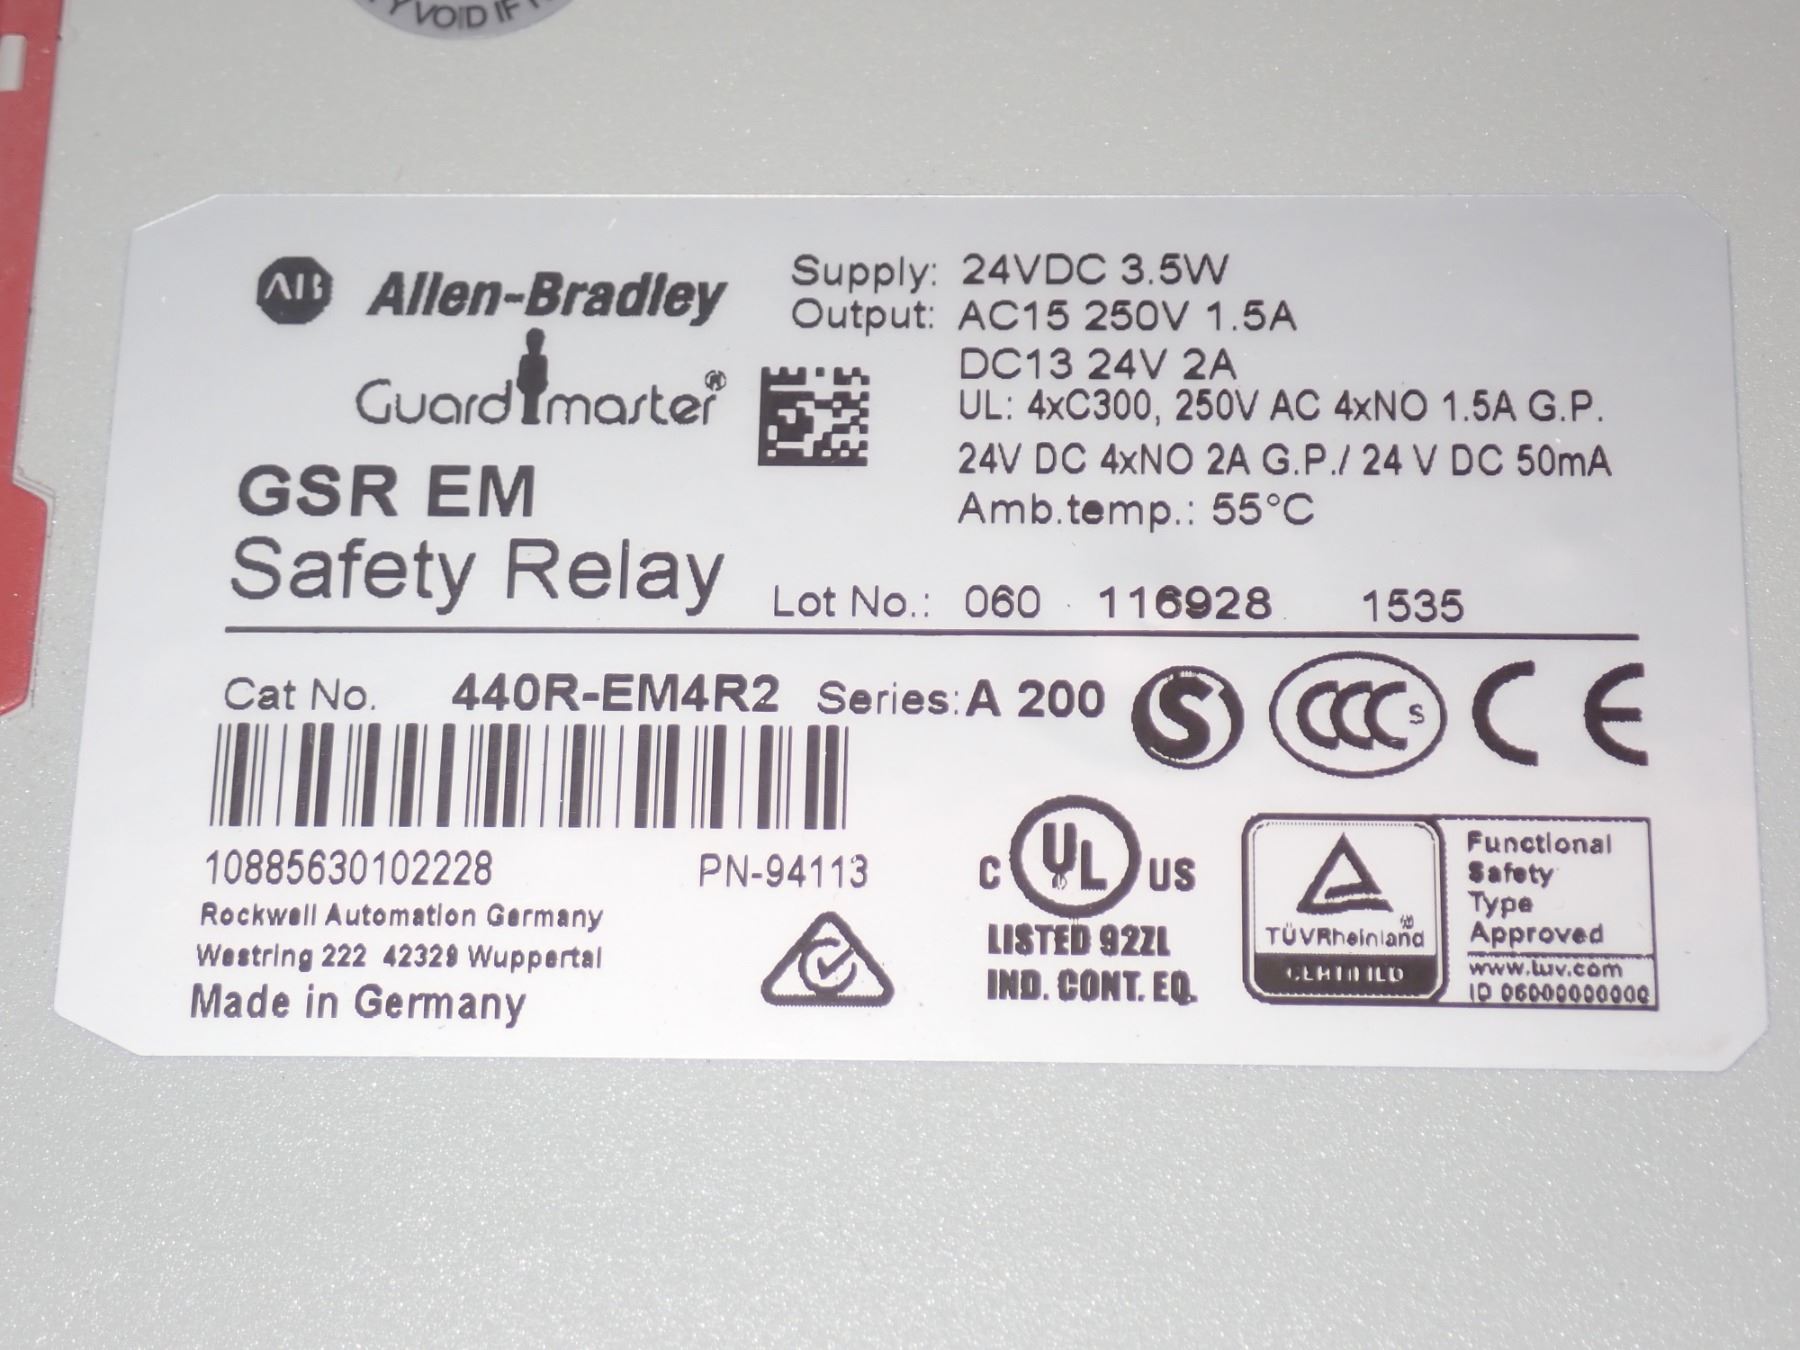 Y VOID IF
AB Allen-Bradley
Guardmaster®
GSR EM
Safety Relay
Supply: 24VDC 3.5W
Output: AC15 250V 1.5A
DC13 24V 2A
UL: 4xC300, 250V AC 4xNO 1.5A G.P.
24V DC 4xNO 2A G.P./ 24 V DC 50mA
Amb.temp.: 55°C
Lot No.: 060 116928 1535
Cat No. 440R-EM4R2 Series: A 200
S CCC S CE
10885630102228 PN-94113
Rockwell Automation Germany
Westring 222 42329 Wuppertal
Made in Germany
C UL US
LISTED 92ZL
IND. CONT. EQ.
TÜVRheinland®
CERTIFIED
Functional
Safety
Type
Approved
www.tuv.com
ID 06000000000